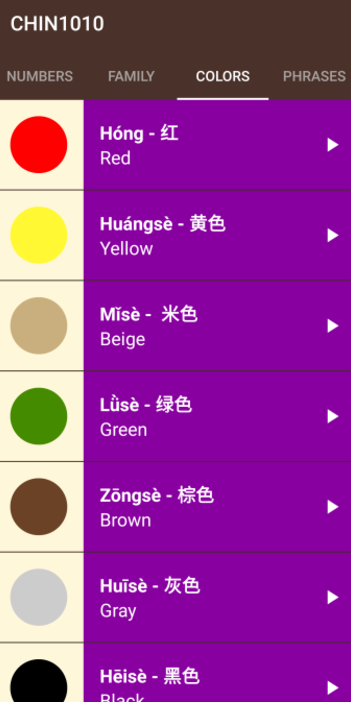 CHIN1010
NUMBERS FAMILY COLORS PHRASES
Hóng - 红
Red
Huángsè - 黄色
Yellow
Mǐsè - 米色
Beige
Lǜsè - 绿色
Green
Zōngsè - 棕色
Brown
Huīsè - 灰色
Gray
Hēisè - 黑色
Black